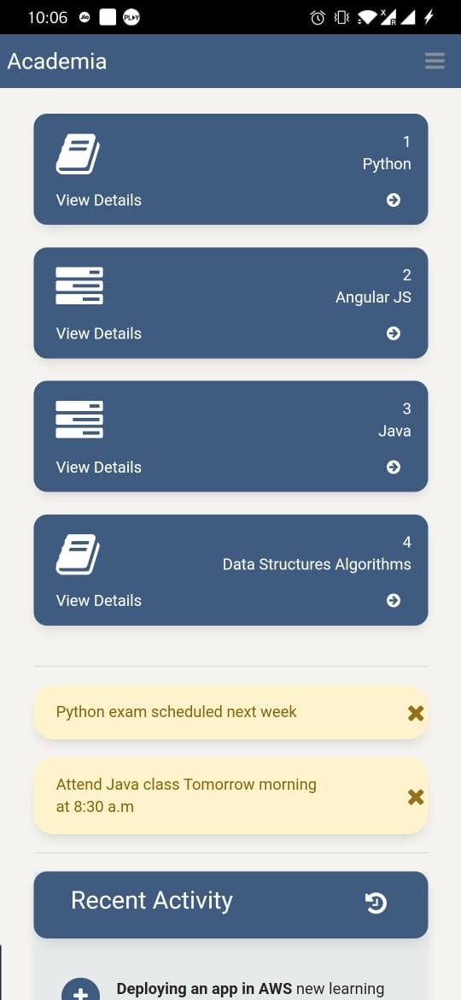 10:06 Jio PLAY
Academia
1
Python
View Details
2
Angular JS
View Details
3
Java
View Details
4
Data Structures Algorithms
View Details
Python exam scheduled next week
Attend Java class Tomorrow morning
at 8:30 a.m
Recent Activity
Deploying an app in AWS new learning